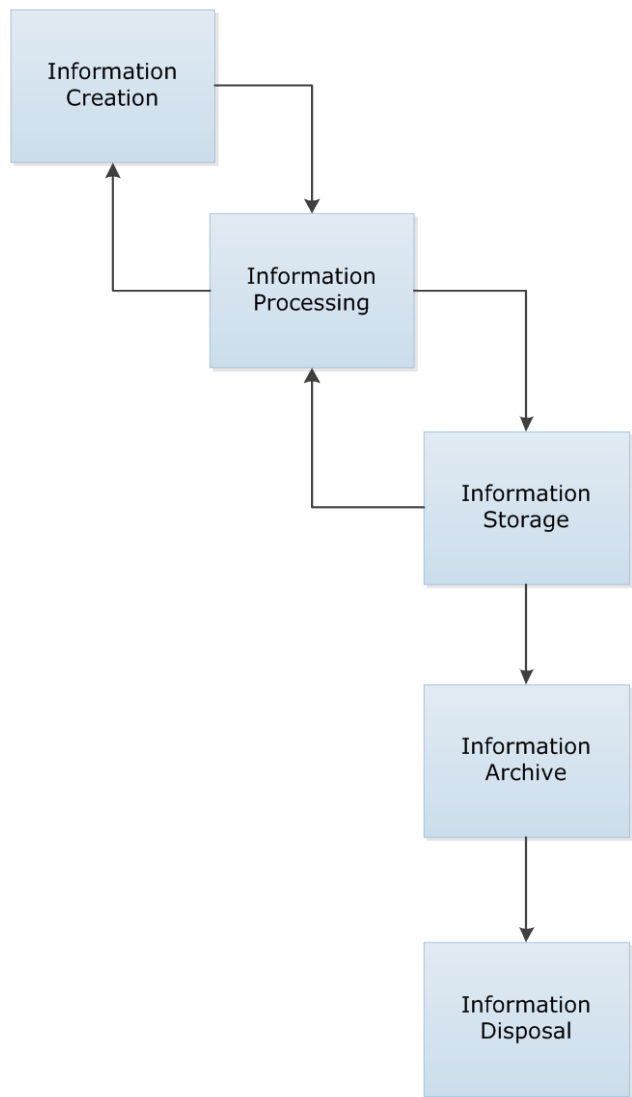 Information
Creation
Information
Processing
Information
Storage
Information
Archive
Information
Disposal